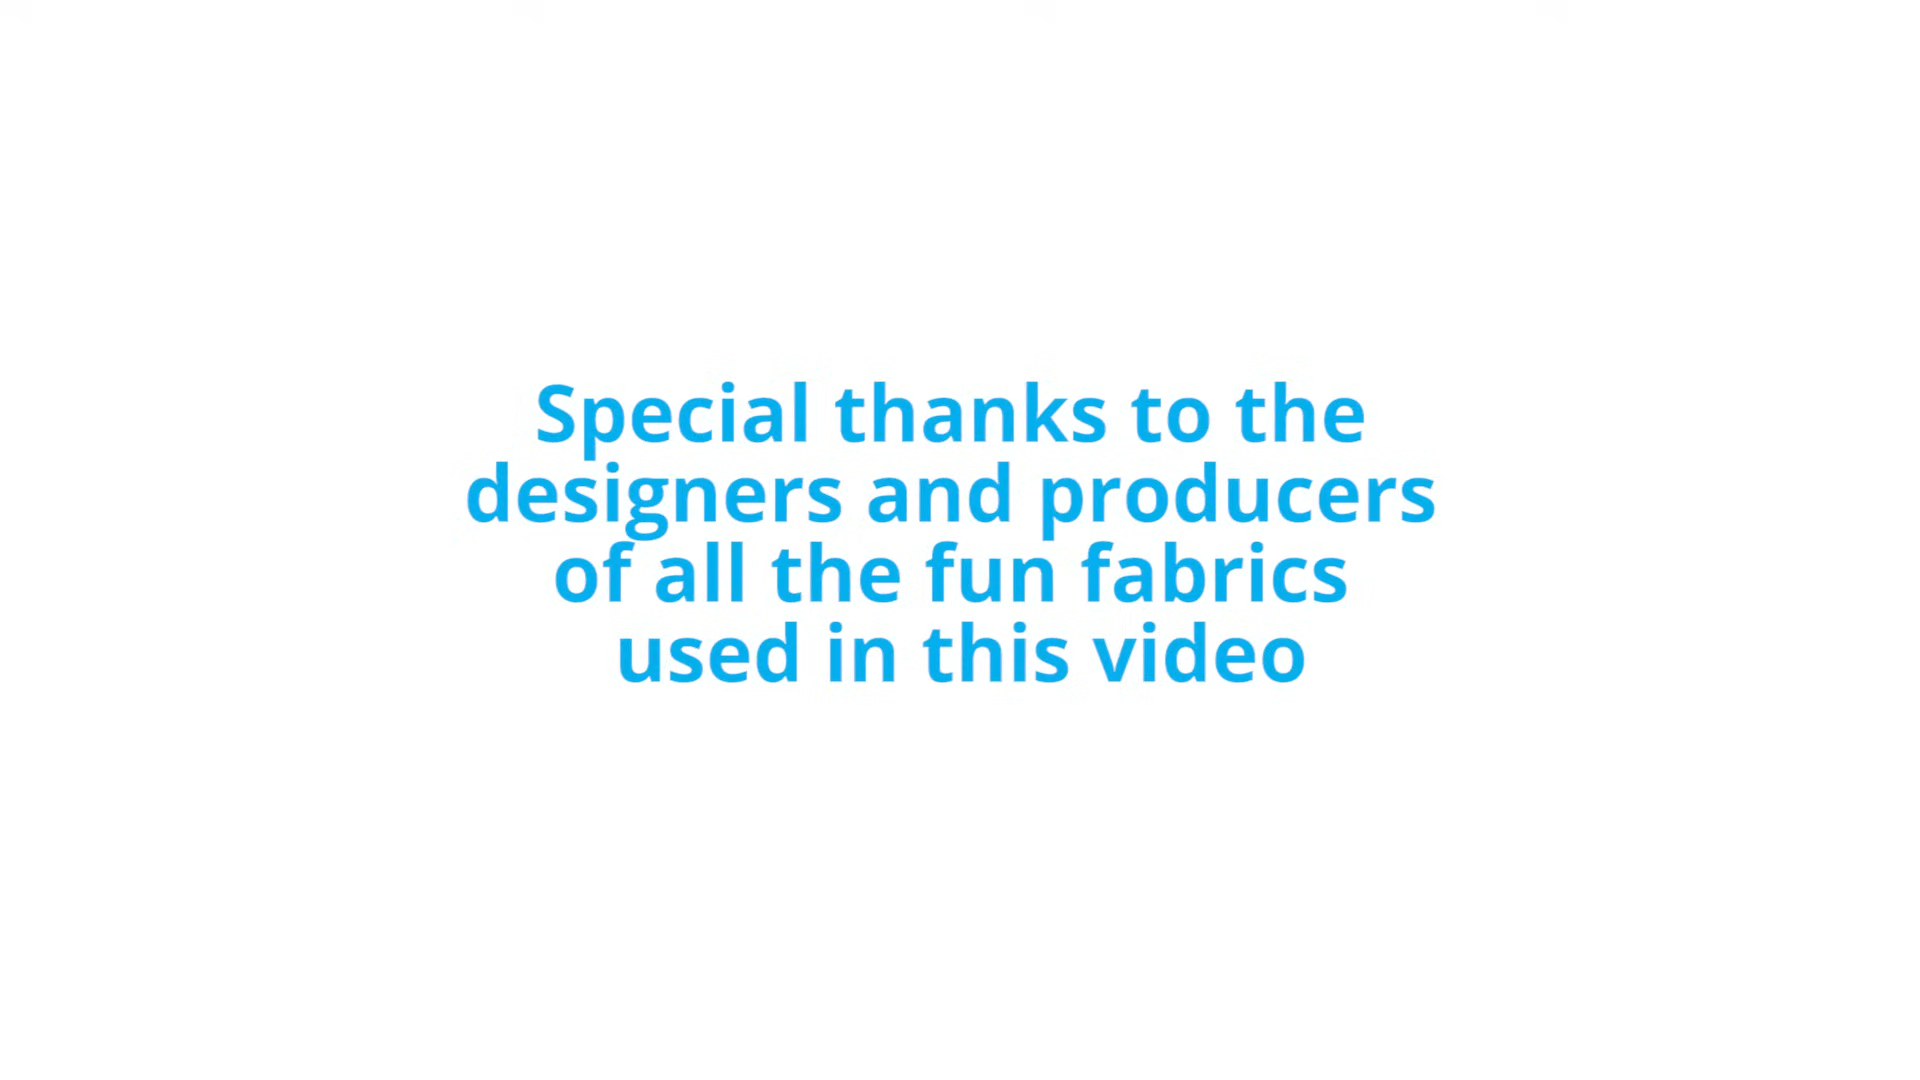 Special thanks to the
designers and producers
of all the fun fabrics
used in this video